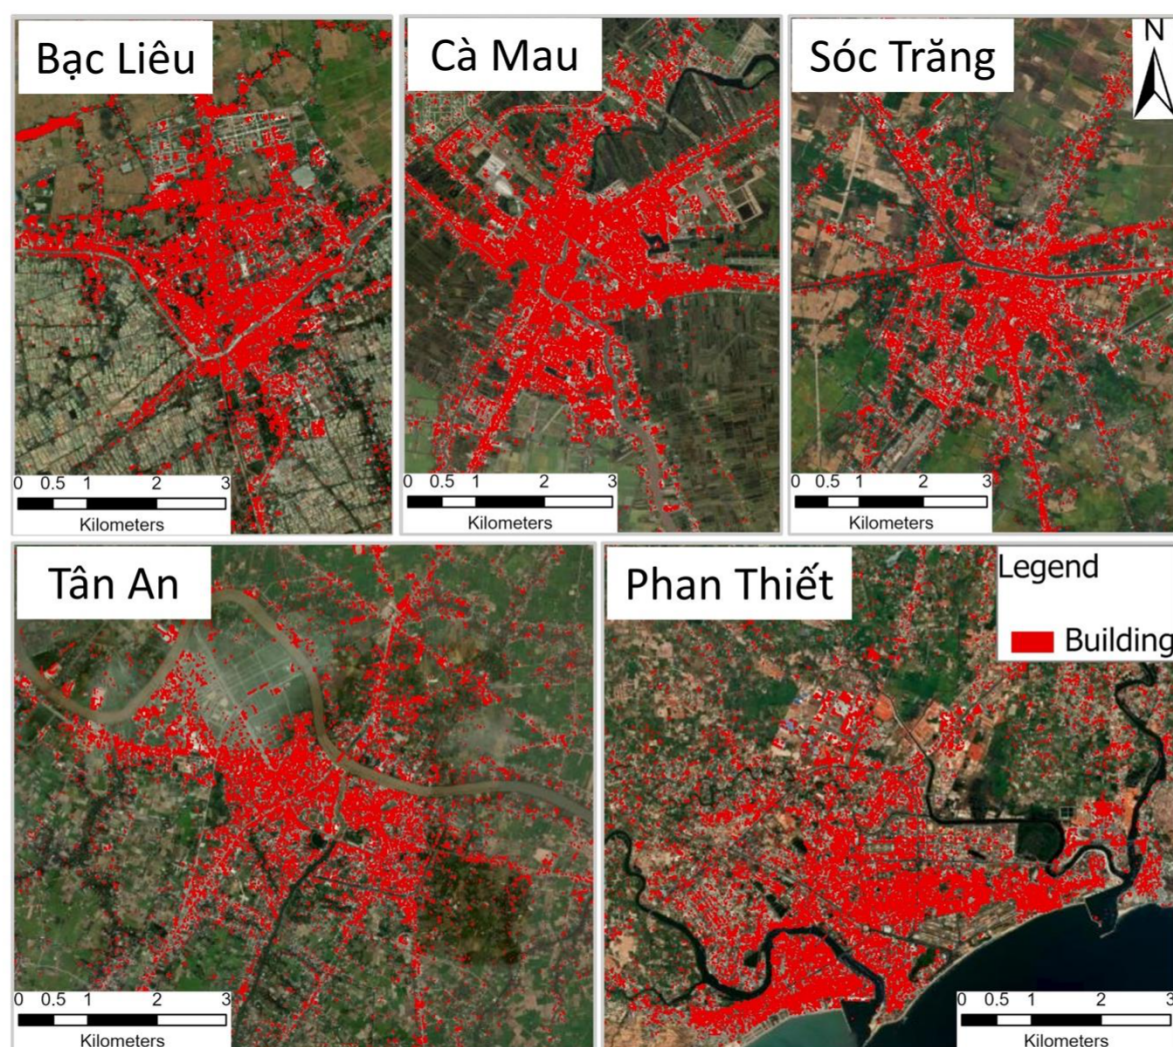 Bạc Liêu
Cà Mau
Sóc Trăng
N
0 0.5 1 2 3
Kilometers
0 0.5 1 2 3
Kilometers
0 0.5 1 2 3
Kilometers
Tân An
Phan Thiết
Legend
Building
0 0.5 1 2 3
Kilometers
0 0.5 1 2 3
Kilometers